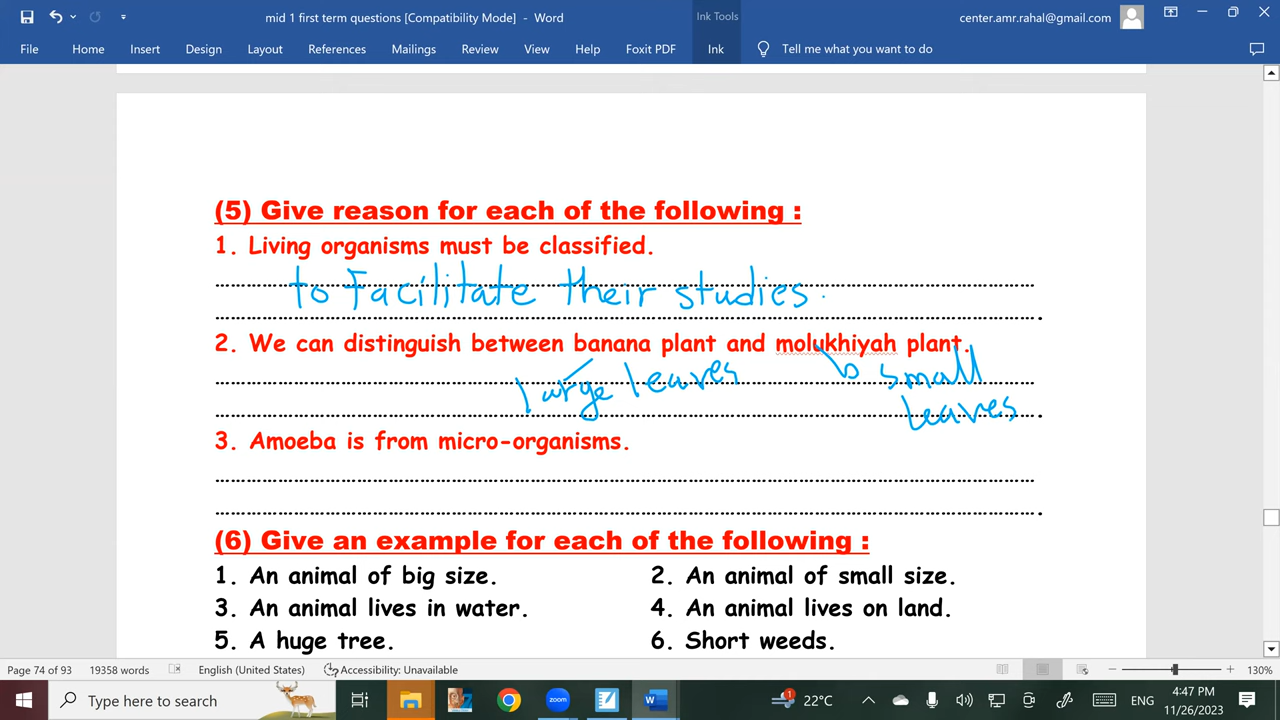 mid 1 first term questions [Compatibility Mode] - Word
Ink Tools
center.amr.rahal@gmail.com
File Home Insert Design Layout References Mailings Review View Help Foxit PDF Ink Tell me what you want to do
(5) Give reason for each of the following :
1. Living organisms must be classified.
to Facilitate their studies.
2. We can distinguish between banana plant and molukhiyah plant.
large leaves small
leaves
3. Amoeba is from micro-organisms.
(6) Give an example for each of the following :
1. An animal of big size. 2. An animal of small size.
3. An animal lives in water. 4. An animal lives on land.
5. A huge tree. 6. Short weeds.
Page 74 of 93 19358 words English (United States) Accessibility: Unavailable 130%
Type here to search zoom 1 22°C ENG 4:47 PM
11/26/2023